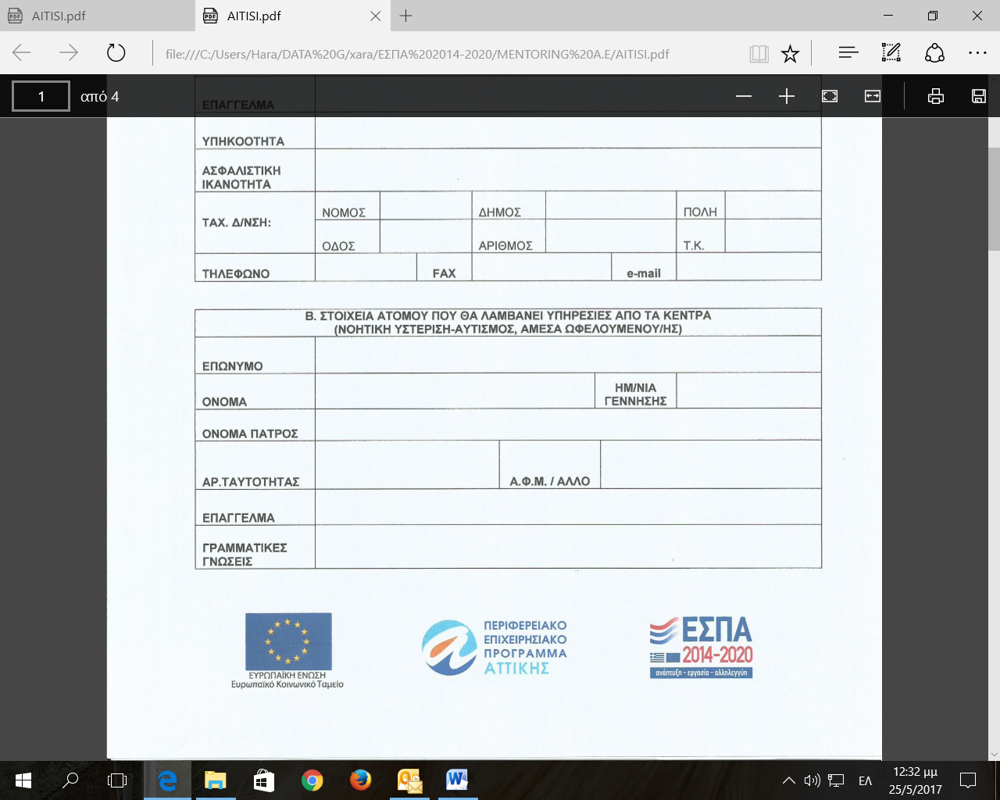 AITISI.pdf
AITISI.pdf
file:///C:/Users/Hara/DATA%20G/xara/ΕΣΠΑ%202014-2020/MENTORING%20A.E/AITISI.pdf
1 από 4
ΕΠΑΓΓΕΛΜΑ
ΥΠΗΚΟΟΤΗΤΑ
ΑΣΦΑΛΙΣΤΙΚΗ
ΙΚΑΝΟΤΗΤΑ
ΤΑΧ. Δ/ΝΣΗ:
ΝΟΜΟΣ ΔΗΜΟΣ ΠΟΛΗ
ΟΔΟΣ ΑΡΙΘΜΟΣ Τ.Κ.
ΤΗΛΕΦΩΝΟ FAX e-mail
Β. ΣΤΟΙΧΕΙΑ ΑΤΟΜΟΥ ΠΟΥ ΘΑ ΛΑΜΒΑΝΕΙ ΥΠΗΡΕΣΙΕΣ ΑΠΟ ΤΑ ΚΕΝΤΡΑ
(ΝΟΗΤΙΚΗ ΥΣΤΕΡΙΣΗ-ΑΥΤΙΣΜΟΣ, ΑΜΕΣΑ ΩΦΕΛΟΥΜΕΝΟΥ/ΗΣ)
ΕΠΩΝΥΜΟ
ΟΝΟΜΑ
ΗΜ/ΝΙΑ
ΓΕΝΝΗΣΗΣ
ΟΝΟΜΑ ΠΑΤΡΟΣ
ΑΡ.ΤΑΥΤΟΤΗΤΑΣ Α.Φ.Μ. / ΑΛΛΟ
ΕΠΑΓΓΕΛΜΑ
ΓΡΑΜΜΑΤΙΚΕΣ
ΓΝΩΣΕΙΣ
ΕΥΡΩΠΑΪΚΗ ΕΝΩΣΗ
Ευρωπαϊκό Κοινωνικό Ταμείο
ΠΕΡΙΦΕΡΕΙΑΚΟ
ΕΠΙΧΕΙΡΗΣΙΑΚΟ
ΠΡΟΓΡΑΜΜΑ
ΑΤΤΙΚΗΣ
ΕΣΠΑ
2014-2020
ανάπτυξη - εργασία - αλληλεγγύη
ΕΛ
12:32 μμ
25/5/2017